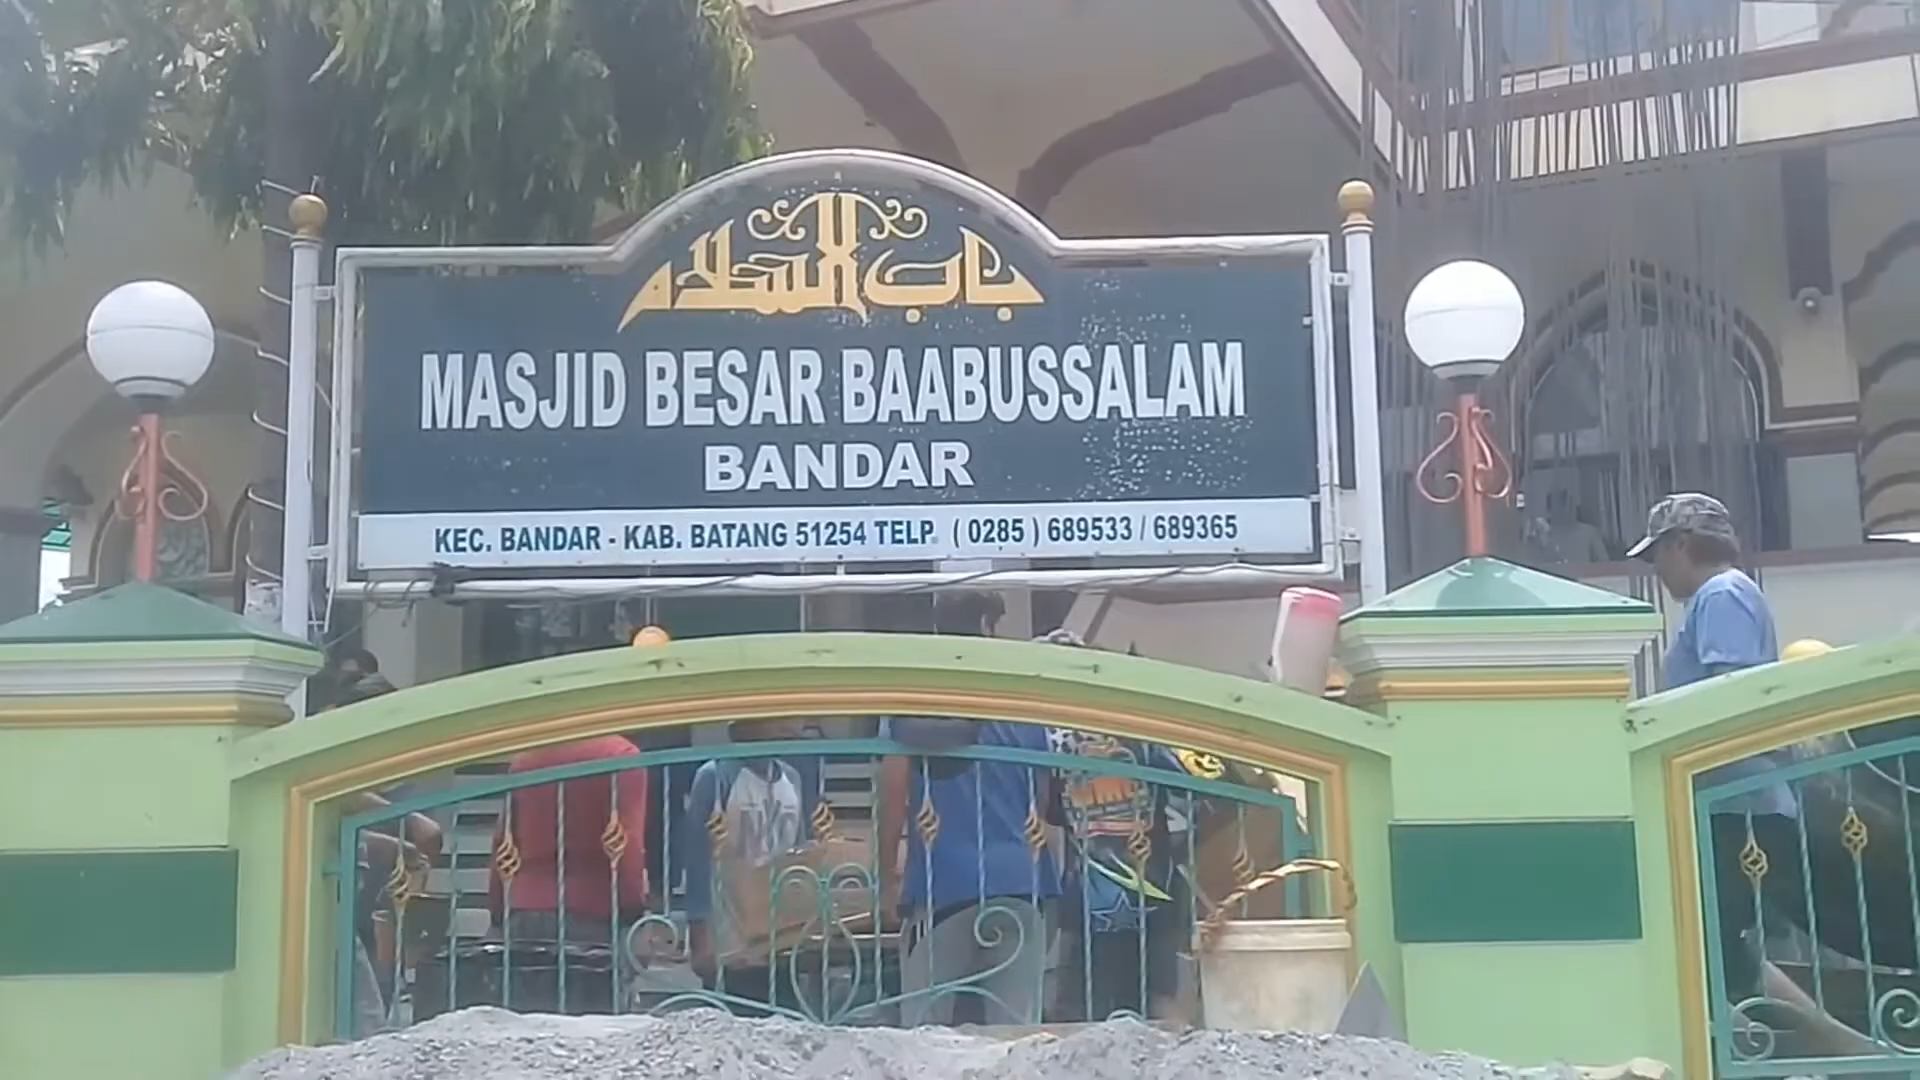 باب السلام
MASJID BESAR BAABUSSALAM
BANDAR
KEC. BANDAR - KAB. BATANG 51254 TELP. ( 0285 ) 689533 / 689365